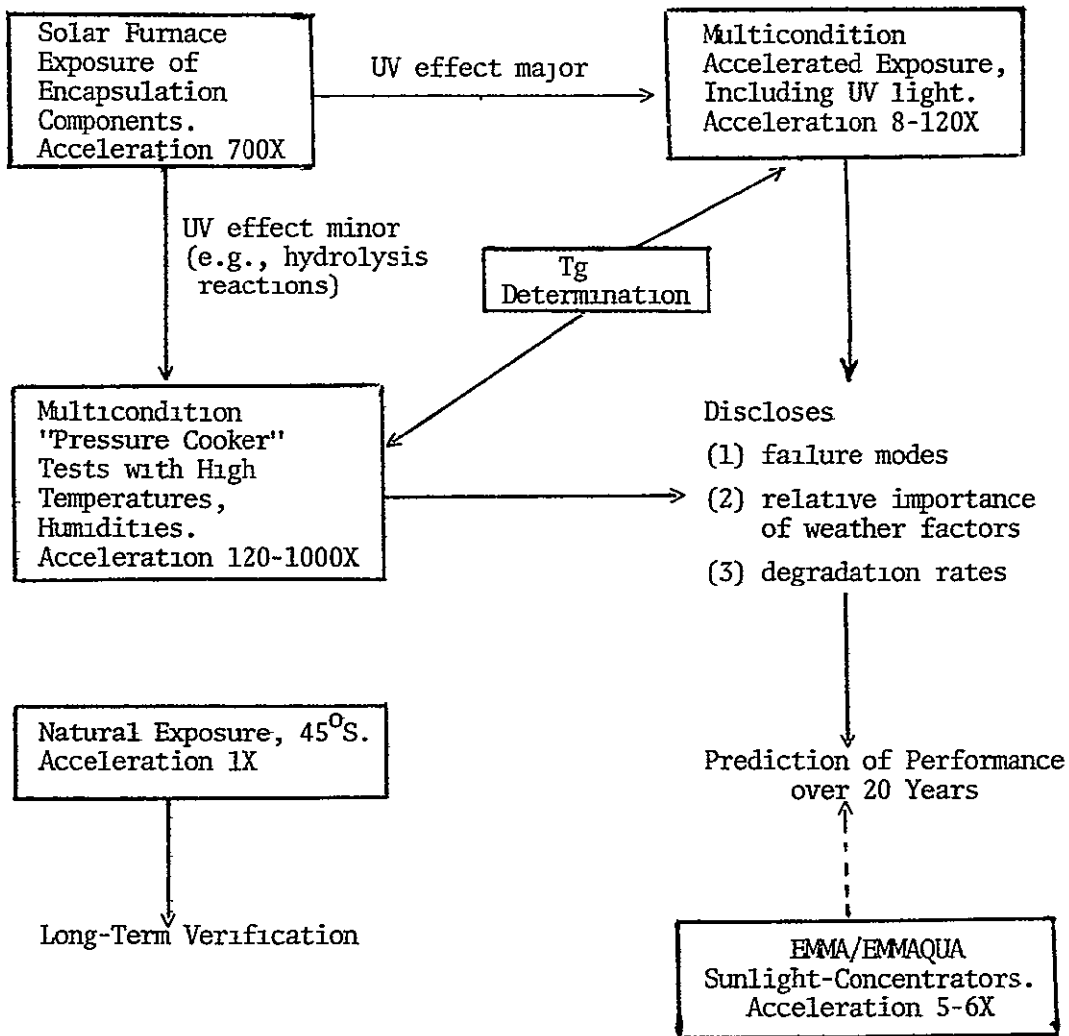 Solar Furnace
Exposure of
Encapsulation
Components.
Acceleration 700X
UV effect major
Multicondition
Accelerated Exposure,
Including UV light.
Acceleration 8-120X
UV effect minor
(e.g., hydrolysis
reactions)
Tg
Determination
Multicondition
"Pressure Cooker"
Tests with High
Temperatures,
Humidities.
Acceleration 120-1000X
Discloses
(1) failure modes
(2) relative importance
of weather factors
(3) degradation rates
Natural Exposure, 45°S.
Acceleration 1X
Long-Term Verification
Prediction of Performance
over 20 Years
EMMA/EMMAQUA
Sunlight-Concentrators.
Acceleration 5-6X